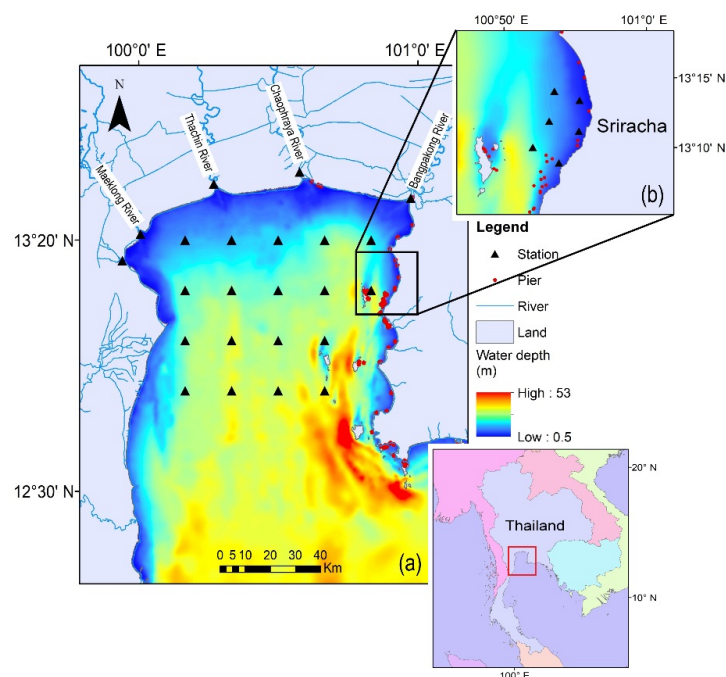 100°0' E
101°0' E
100°50' E
101°0' E
N
Maeklong River
Thachin River
Chaophraya River
Bangpakong River
13°15' N
13°10' N
Sriracha
(b)
13°20' N
12°30' N
Legend
Station
Pier
River
Land
Water depth
(m)
High : 53
Low : 0.5
0 5 10 20 30 40
Km
(a)
20° N
Thailand
10° N
100° E